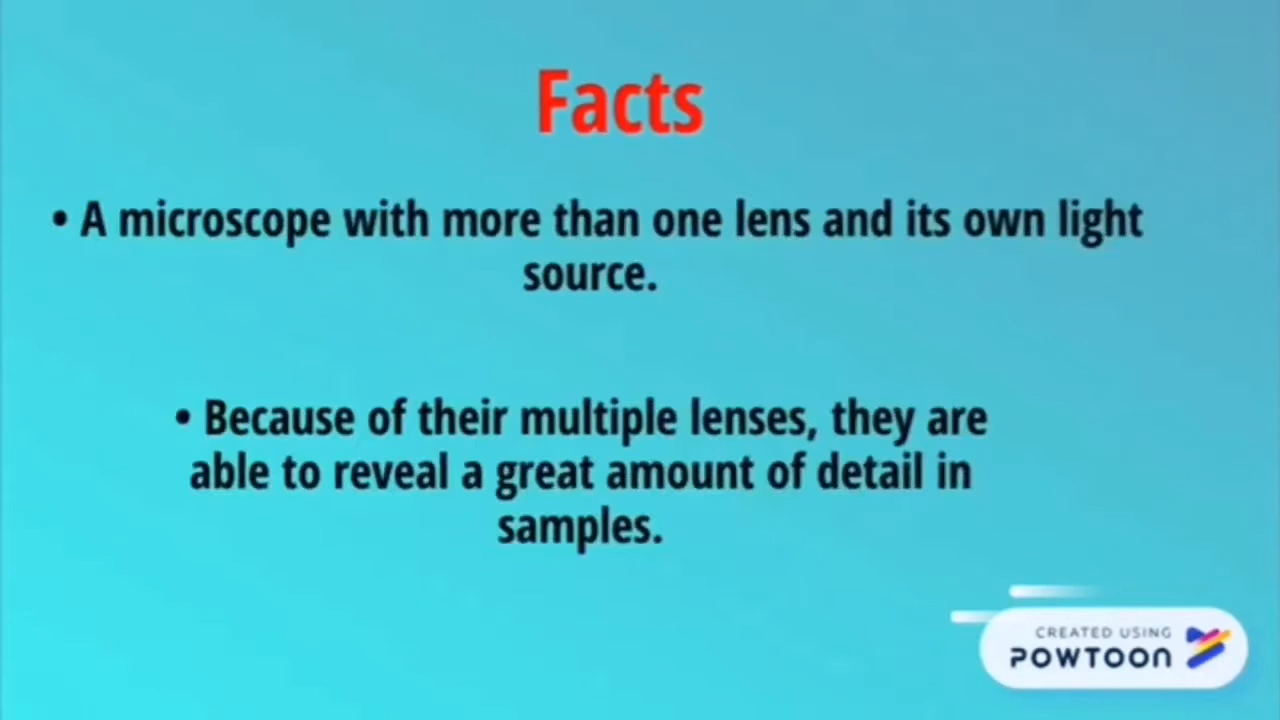 Facts
• A microscope with more than one lens and its own light
source.
• Because of their multiple lenses, they are
able to reveal a great amount of detail in
samples.
CREATED USING
POWTOON